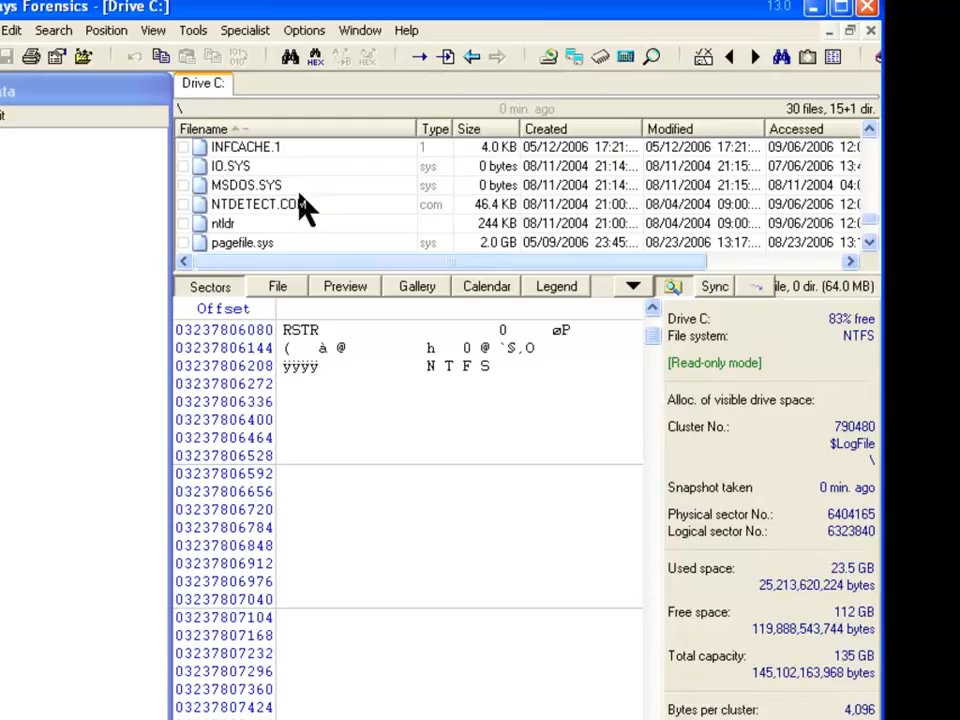 ys Forensics - [Drive C:]
13.0
Edit Search Position View Tools Specialist Options Window Help
ta
Drive C:
\ 0 min. ago 30 files, 15+1 dir.
Filename Type Size Created Modified Accessed
INFCACHE.1 1 4.0 KB 05/12/2006 17:21: 05/12/2006 17:21: 09/06/2006 12:0
IO.SYS sys 0 bytes 08/11/2004 21:14: 08/11/2004 21:15: 07/06/2006 13:4
MSDOS.SYS sys 0 bytes 08/11/2004 21:14: 08/11/2004 21:15: 08/11/2004 04:0
NTDETECT.COM com 46.4 KB 08/11/2004 21:00: 08/04/2004 09:00: 09/06/2006 12:0
ntldr 244 KB 08/11/2004 21:00: 08/04/2004 09:00: 09/06/2006 12:0
pagefile.sys sys 2.0 GB 05/09/2006 23:45: 08/23/2006 13:17: 08/23/2006 13:
Sectors File Preview Gallery Calendar Legend Sync ile, 0 dir. (64.0 MB)
Offset
03237806080 RSTR 0 øP
03237806144 ( à @ h 0 @ `S,O
03237806208 ÿÿÿÿ N T F S
03237806272
03237806336
03237806400
03237806464
03237806528
03237806592
03237806656
03237806720
03237806784
03237806848
03237806912
03237806976
03237807040
03237807104
03237807168
03237807232
03237807296
03237807360
03237807424
Drive C: 83% free
File system: NTFS
[Read-only mode]
Alloc. of visible drive space:
Cluster No.: 790480
$LogFile
\
Snapshot taken 0 min. ago
Physical sector No.: 6404165
Logical sector No.: 6323840
Used space: 23.5 GB
25,213,620,224 bytes
Free space: 112 GB
119,888,543,744 bytes
Total capacity: 135 GB
145,102,163,968 bytes
Bytes per cluster: 4,096